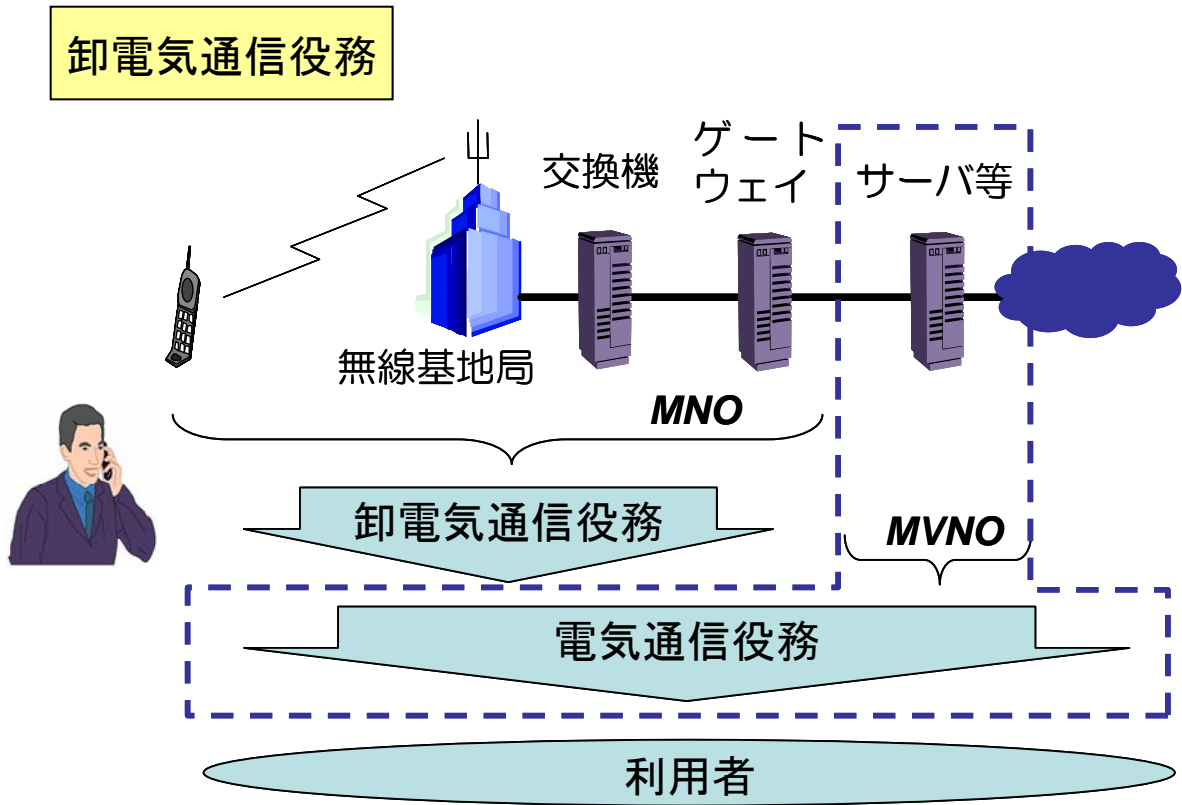 卸電気通信役務
交換機
ゲート
ウェイ
サーバ等
無線基地局
MNO
卸電気通信役務
MVNO
電気通信役務
利用者